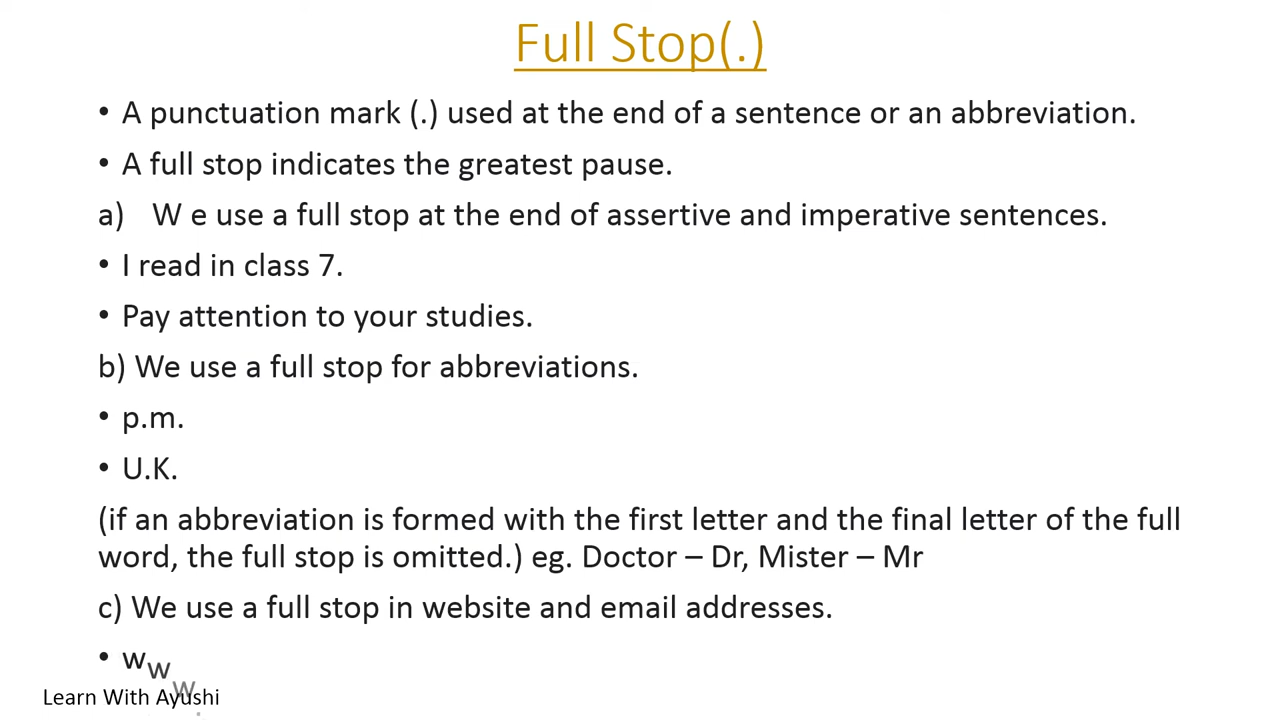 Full Stop(.)
• A punctuation mark (.) used at the end of a sentence or an abbreviation.
• A full stop indicates the greatest pause.
a) W e use a full stop at the end of assertive and imperative sentences.
• I read in class 7.
• Pay attention to your studies.
b) We use a full stop for abbreviations.
• p.m.
• U.K.
(if an abbreviation is formed with the first letter and the final letter of the full
word, the full stop is omitted.) eg. Doctor – Dr, Mister – Mr
c) We use a full stop in website and email addresses.
• www.
Learn With Ayushi